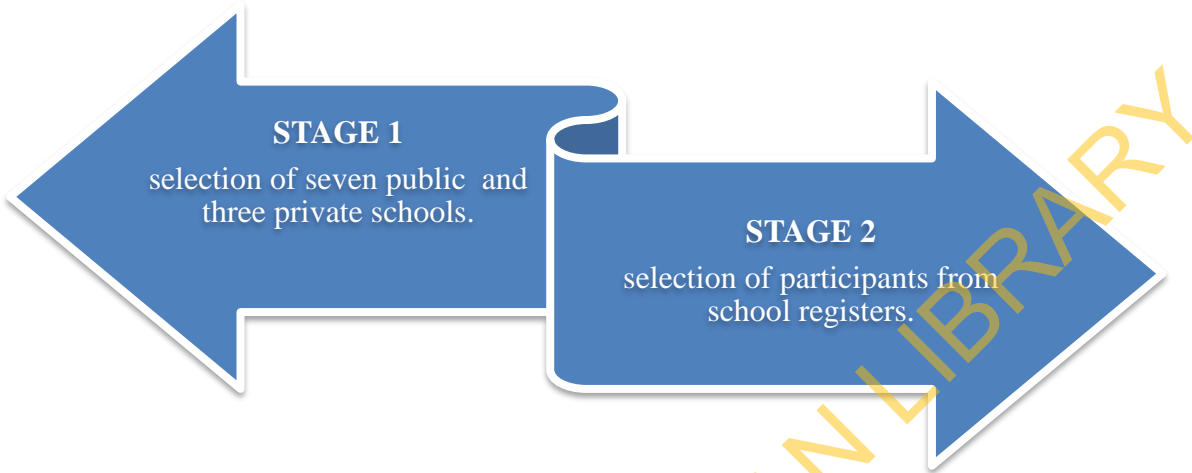 STAGE 1
selection of seven public and
three private schools.
STAGE 2
selection of participants from
school registers.
N LIBRARY